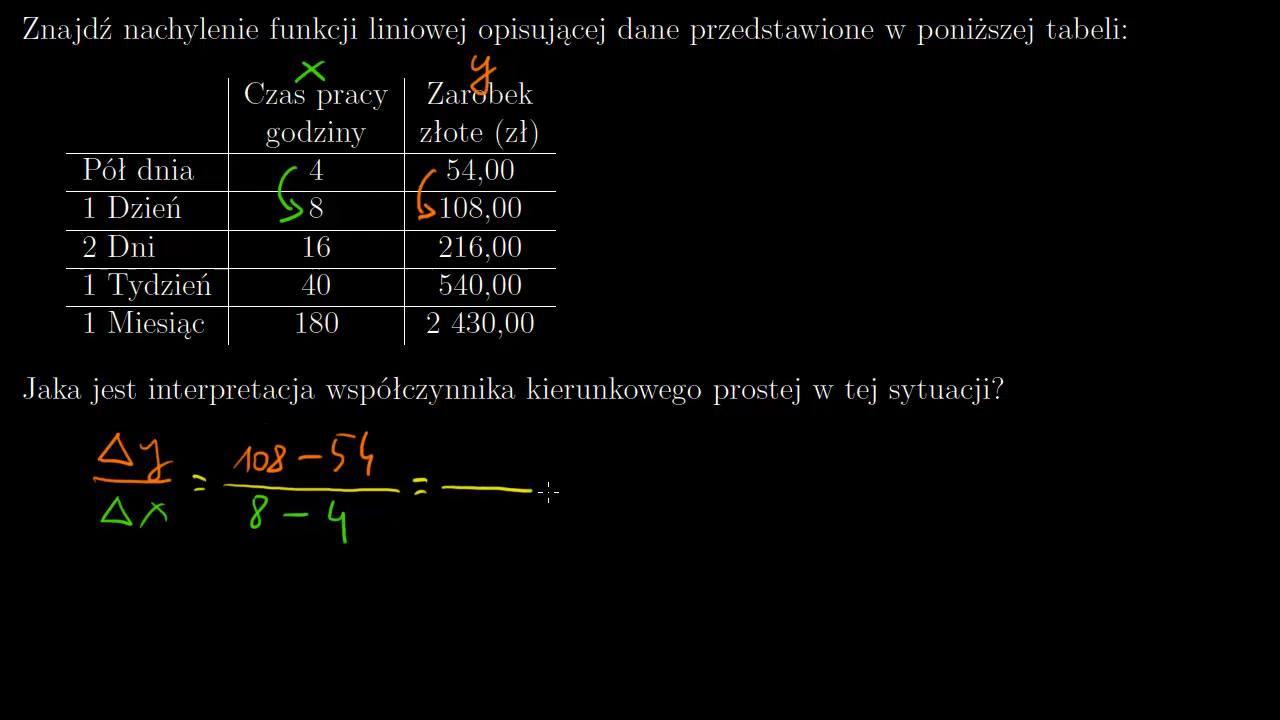 Znajdź nachylenie funkcji liniowej opisującej dane przedstawione w poniższej tabeli:
x y
Czas pracy Zarobek
godziny złote (zł)
Pół dnia 4 54,00
1 Dzień 8 108,00
2 Dni 16 216,00
1 Tydzień 40 540,00
1 Miesiąc 180 2 430,00
Jaka jest interpretacja współczynnika kierunkowego prostej w tej sytuacji?
Δy = 108 - 54 =
Δx 8 - 4